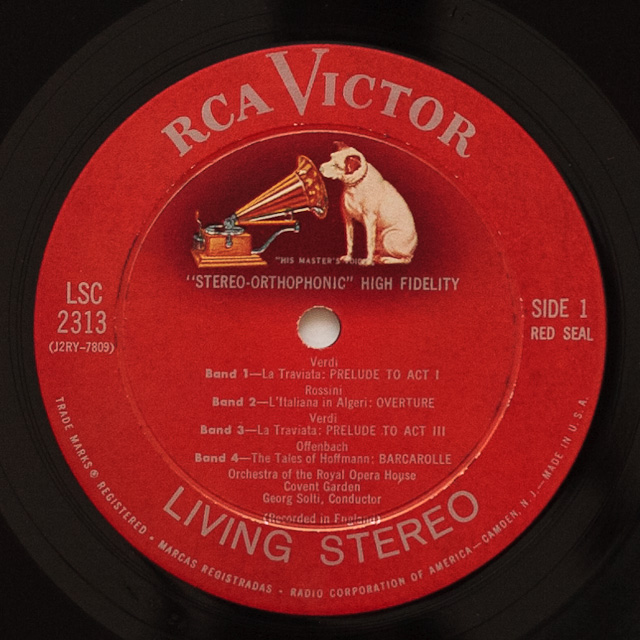 RCA VICTOR
"HIS MASTER'S VOICE"
"STEREO-ORTHOPHONIC" HIGH FIDELITY
LSC
2313
(J2RY-7809)
SIDE 1
RED SEAL
Verdi
Band 1—La Traviata: PRELUDE TO ACT I
Rossini
Band 2—L'Italiana in Algeri: OVERTURE
Verdi
Band 3—La Traviata: PRELUDE TO ACT III
Offenbach
Band 4—The Tales of Hoffmann: BARCAROLLE
Orchestra of the Royal Opera House
Covent Garden
Georg Solti, Conductor
(Recorded in England)
LIVING STEREO
TRADE MARKS® REGISTERED • MARCAS REGISTRADAS • RADIO CORPORATION OF AMERICA—CAMDEN, N.J.—MADE IN U.S.A.